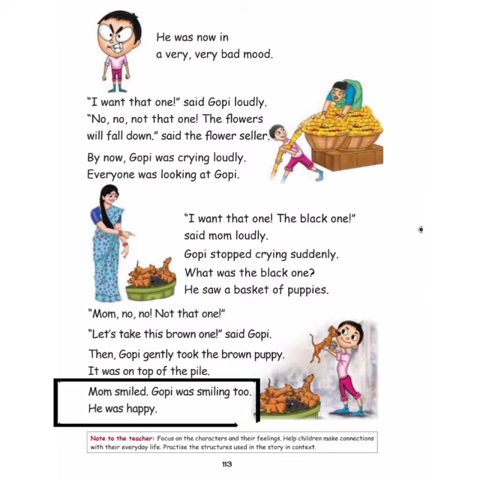 He was now in
a very, very bad mood.
"I want that one!" said Gopi loudly.
"No, no, not that one! The flowers
will fall down." said the flower seller.
By now, Gopi was crying loudly.
Everyone was looking at Gopi.
"I want that one! The black one!"
said mom loudly.
Gopi stopped crying suddenly.
What was the black one?
He saw a basket of puppies.
"Mom, no, no! Not that one!"
"Let's take this brown one!" said Gopi.
Then, Gopi gently took the brown puppy.
It was on top of the pile.
Mom smiled. Gopi was smiling too.
He was happy.
Note to the teacher: Focus on the characters and their feelings. Help children make connections
with their everyday life. Practise the structures used in the story in context.
113